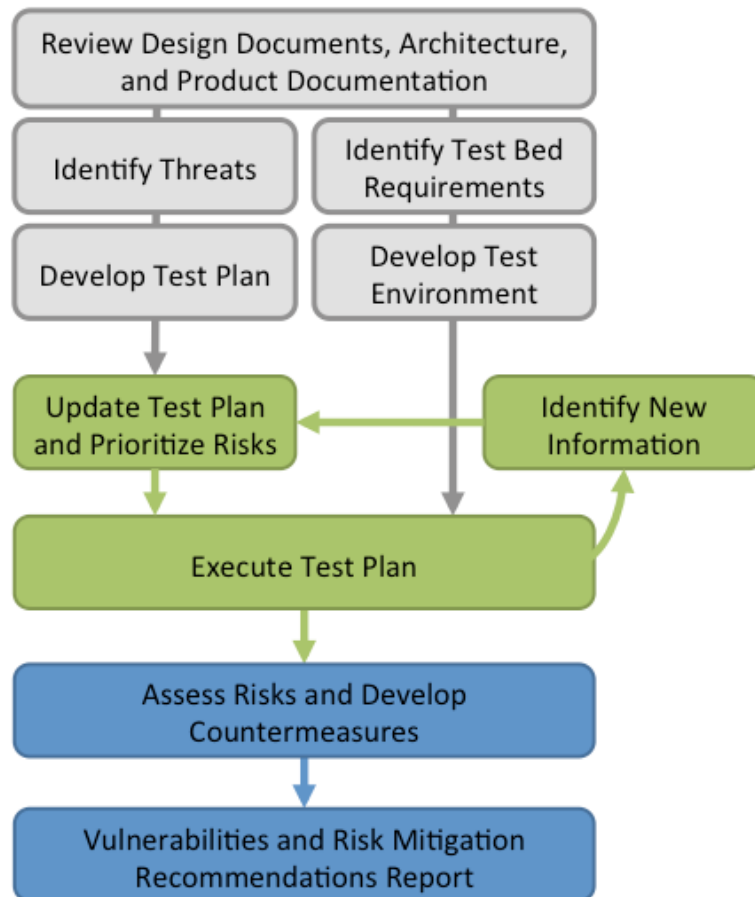 Review Design Documents, Architecture,
and Product Documentation
Identify Threats
Identify Test Bed
Requirements
Develop Test Plan
Develop Test
Environment
Update Test Plan
and Prioritize Risks
Identify New
Information
Execute Test Plan
Assess Risks and Develop
Countermeasures
Vulnerabilities and Risk Mitigation
Recommendations Report